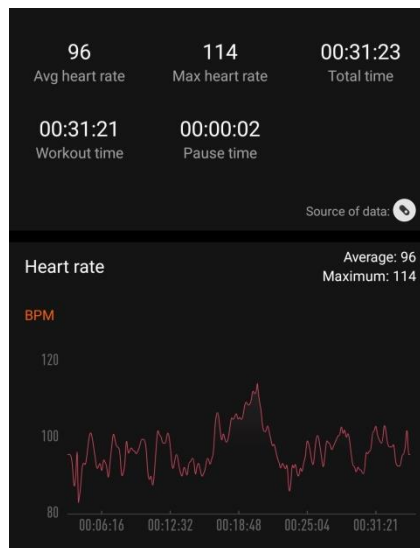 96 114 00:31:23
Avg heart rate Max heart rate Total time
00:31:21 00:00:02
Workout time Pause time
Source of data:
Heart rate
Average: 96
Maximum: 114
BPM
120
100
80
00:06:16 00:12:32 00:18:48 00:25:04 00:31:21